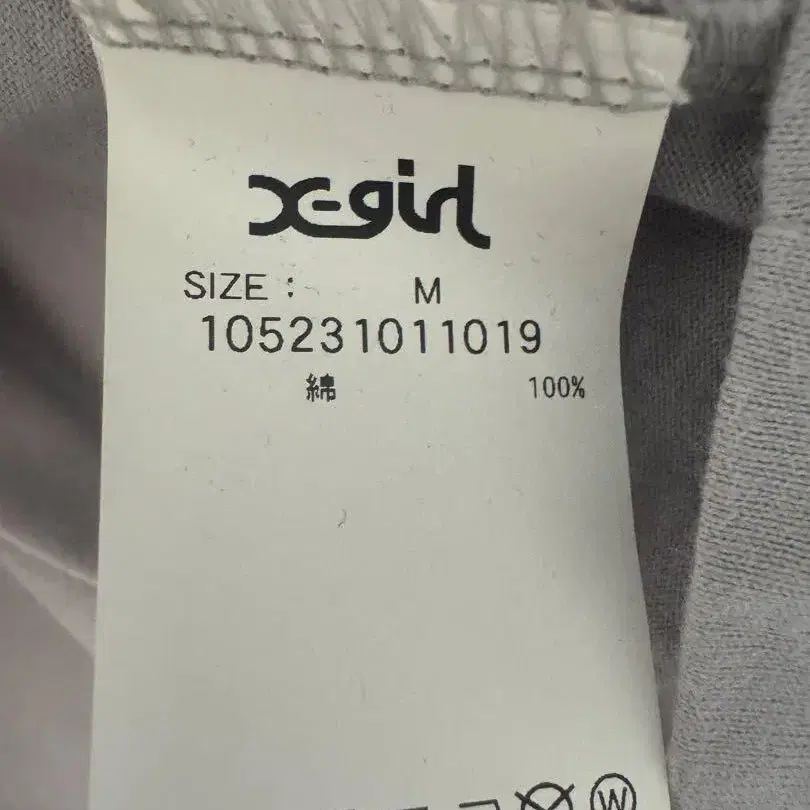 X-girl
SIZE : M
105231011019
綿 100%
W